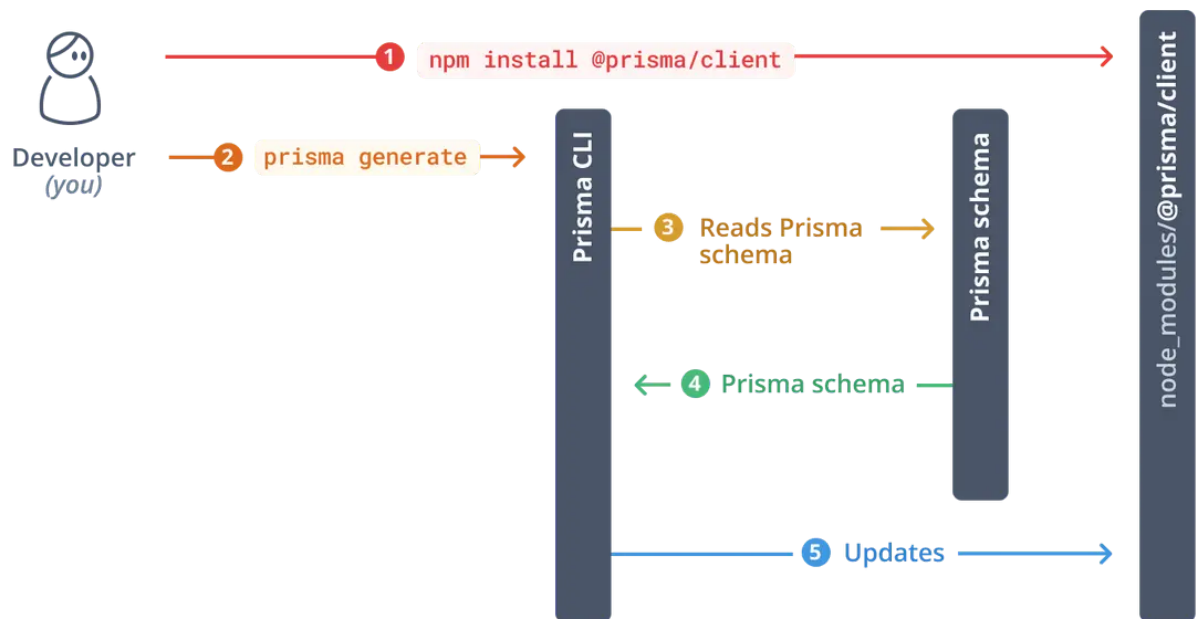 1 npm install @prisma/client
Developer
(you)
2 prisma generate
Prisma CLI
3 Reads Prisma
schema
Prisma schema
4 Prisma schema
5 Updates
node_modules/@prisma/client